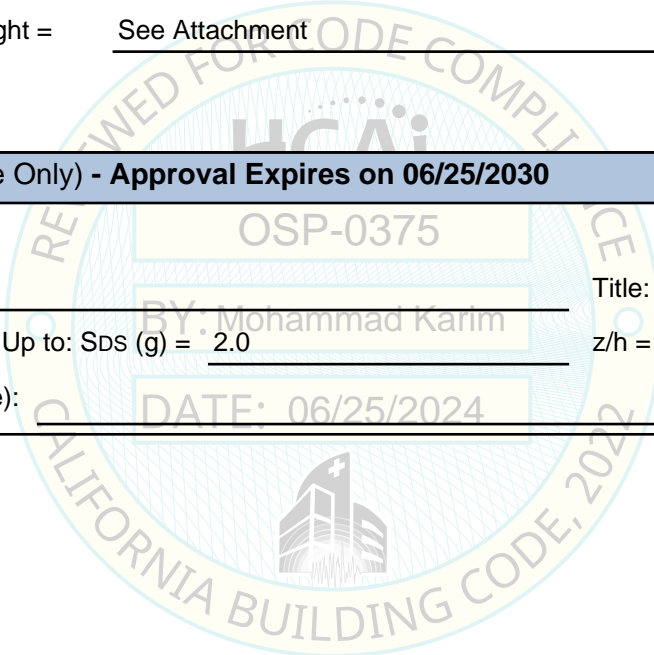 ght = See Attachment
REVIEWED FOR CODE COMPLIANCE
HCAi
e Only) - Approval Expires on 06/25/2030
OSP-0375
Title:
BY: Mohammad Karim
Up to: SDS (g) = 2.0 z/h =
e):
DATE: 06/25/2024
CALIFORNIA BUILDING CODE, 2022